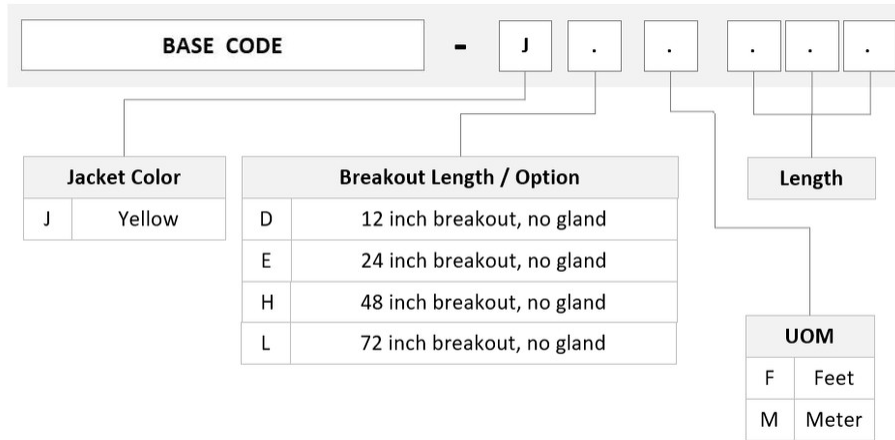 BASE CODE - J . . . . .
Jacket Color
J Yellow
Breakout Length / Option
D 12 inch breakout, no gland
E 24 inch breakout, no gland
H 48 inch breakout, no gland
L 72 inch breakout, no gland
Length
UOM
F Feet
M Meter